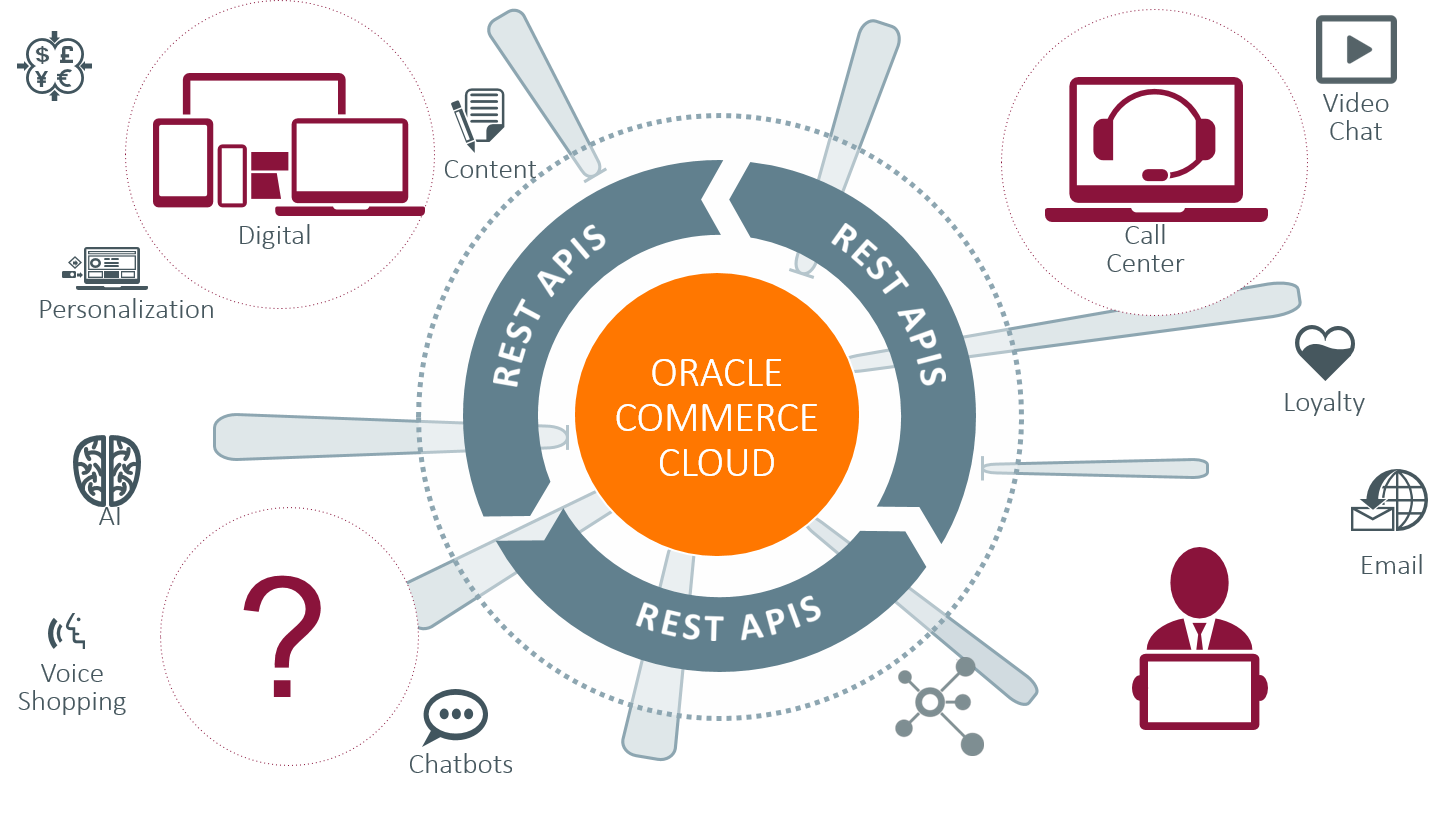 $ £
¥ €
Content
Digital
Personalization
Video
Chat
Call
Center
REST APIS
REST APIS
ORACLE
COMMERCE
CLOUD
Loyalty
AI
Email
?
REST APIS
Voice
Shopping
Chatbots